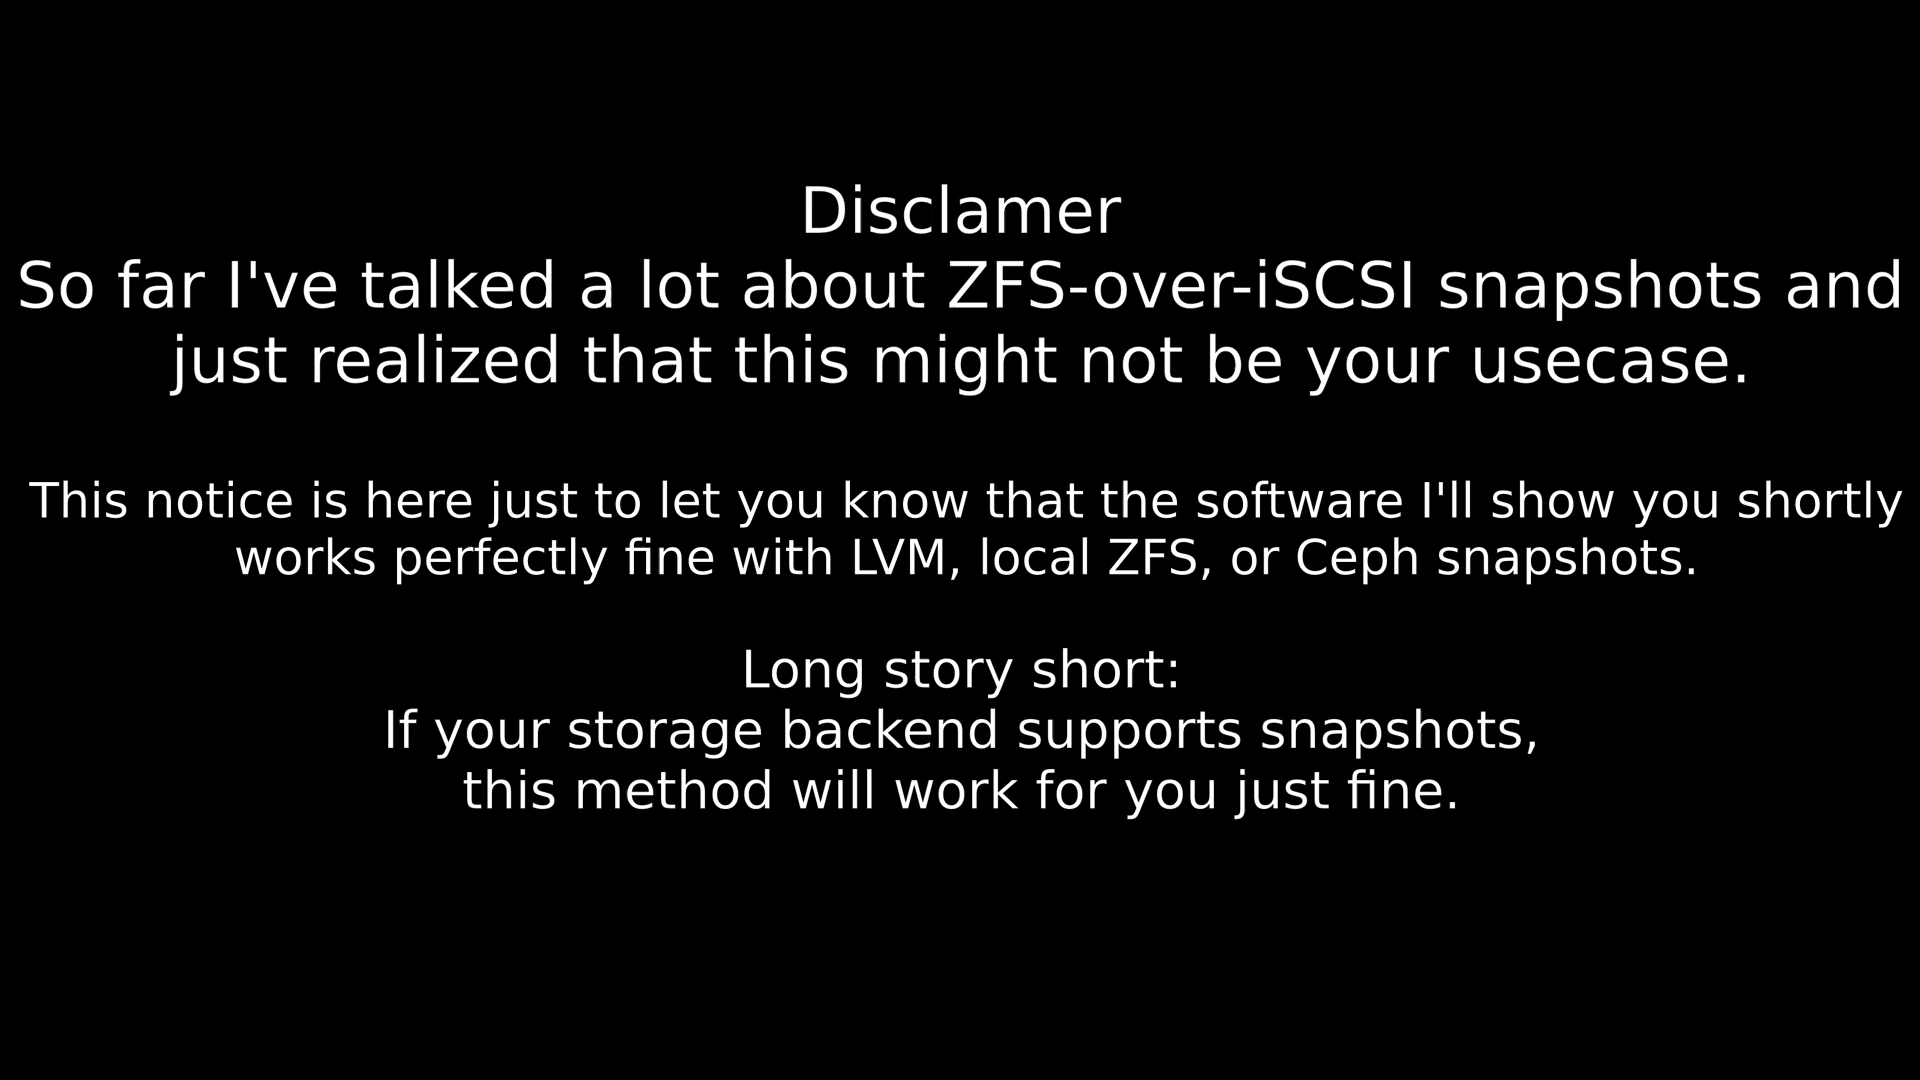 Disclamer
So far I've talked a lot about ZFS-over-iSCSI snapshots and
just realized that this might not be your usecase.
This notice is here just to let you know that the software I'll show you shortly
works perfectly fine with LVM, local ZFS, or Ceph snapshots.
Long story short:
If your storage backend supports snapshots,
this method will work for you just fine.